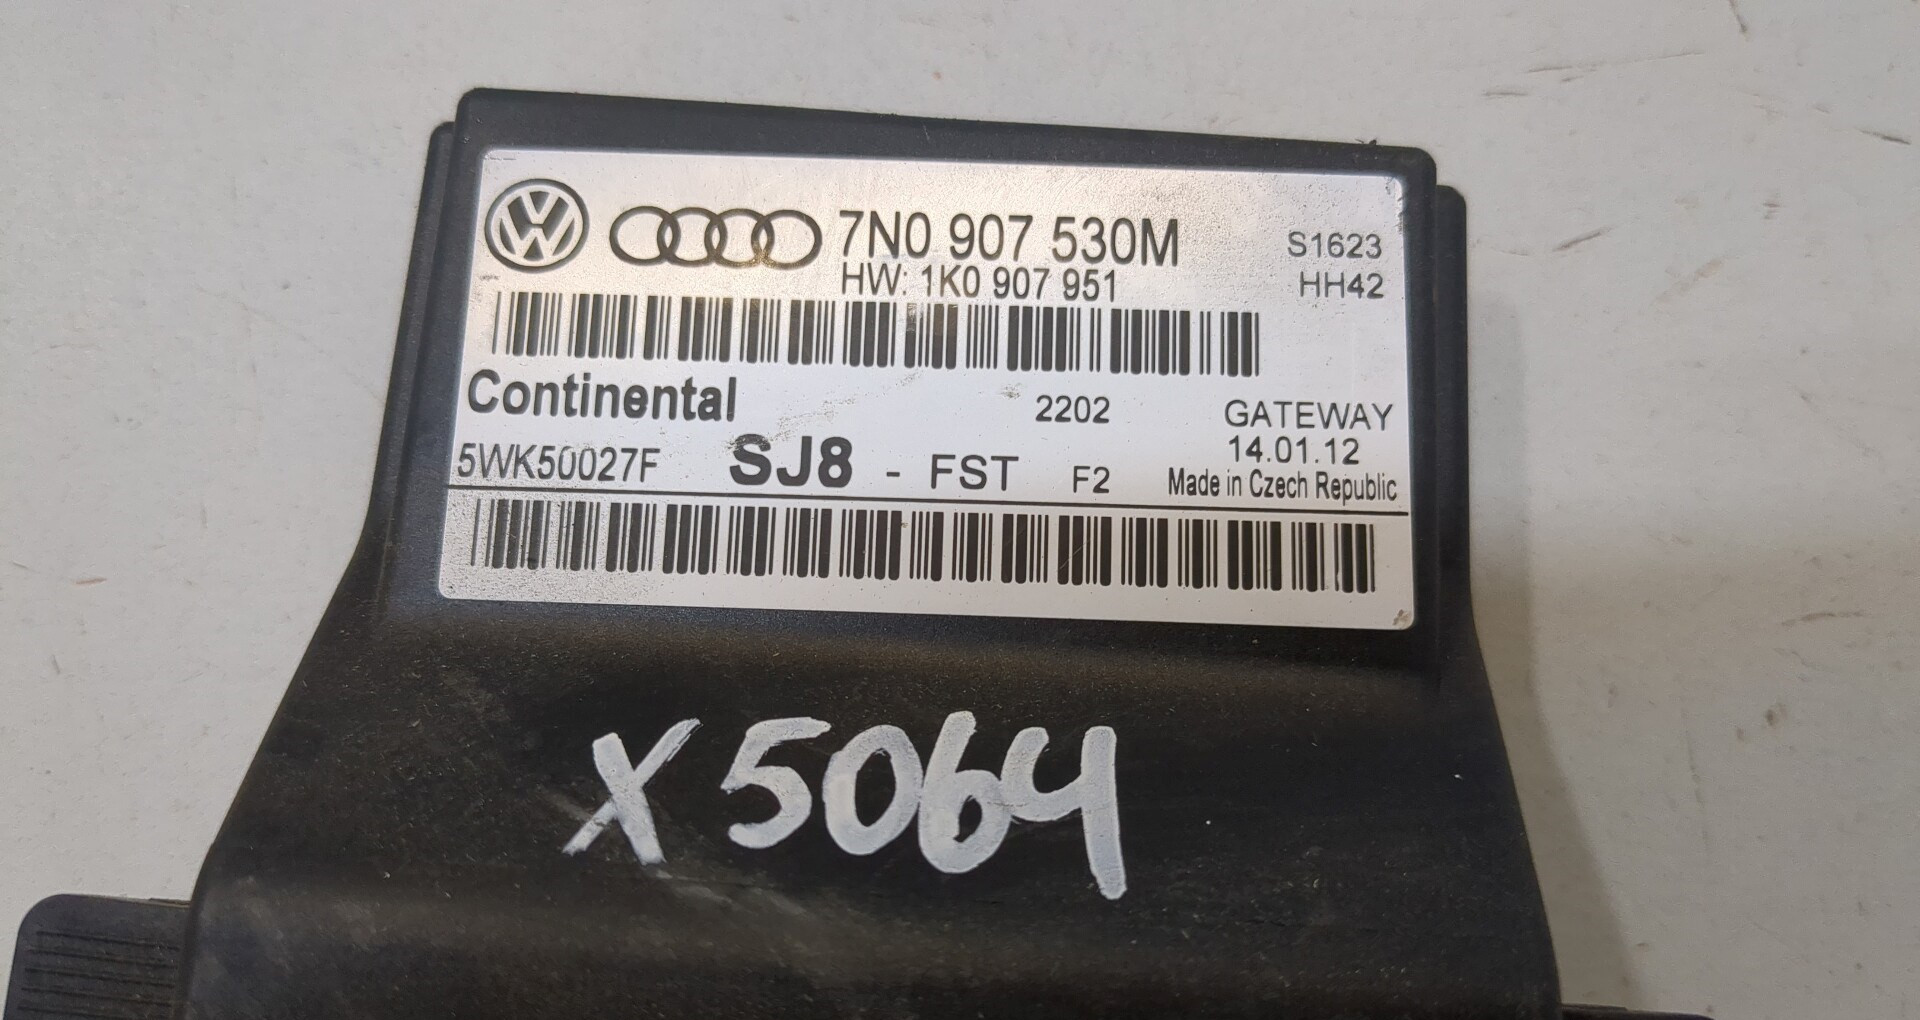 7N0 907 530M S1623
HW: 1K0 907 951 HH42
Continental 2202 GATEWAY
14.01.12
5WK50027F SJ8 - FST F2 Made in Czech Republic
X5064